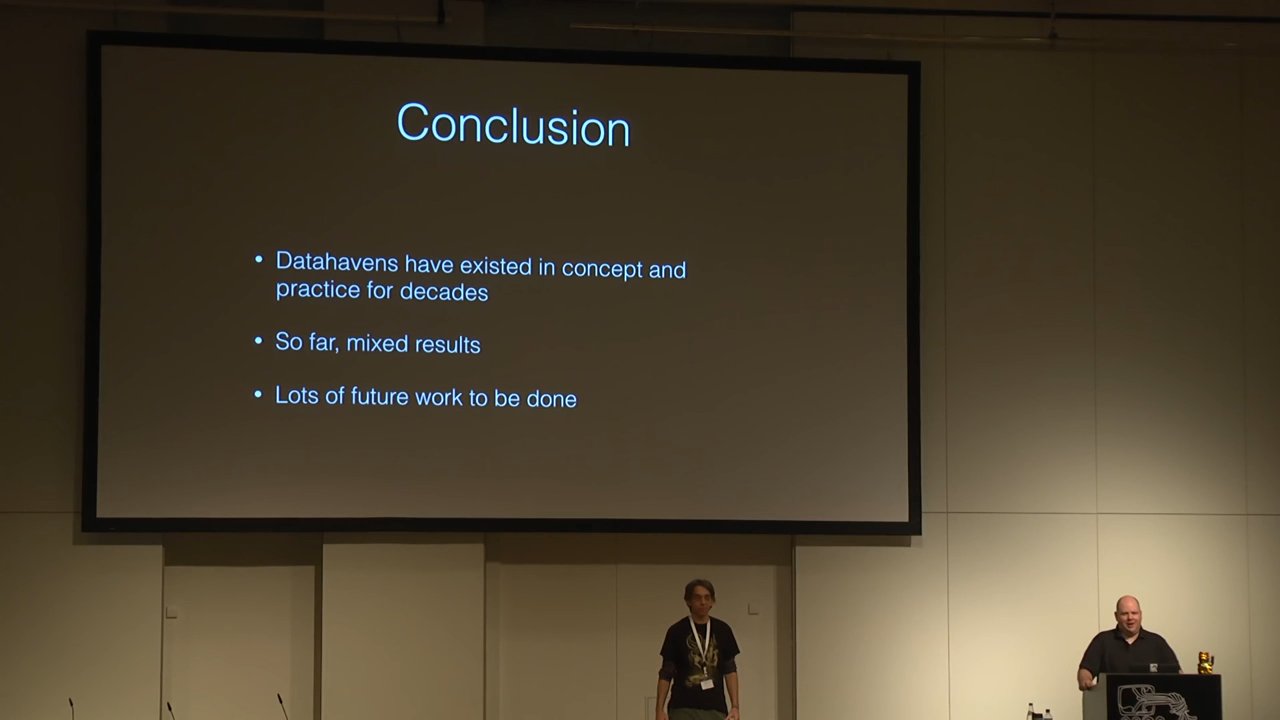 Conclusion
• Datahavens have existed in concept and
practice for decades
• So far, mixed results
• Lots of future work to be done